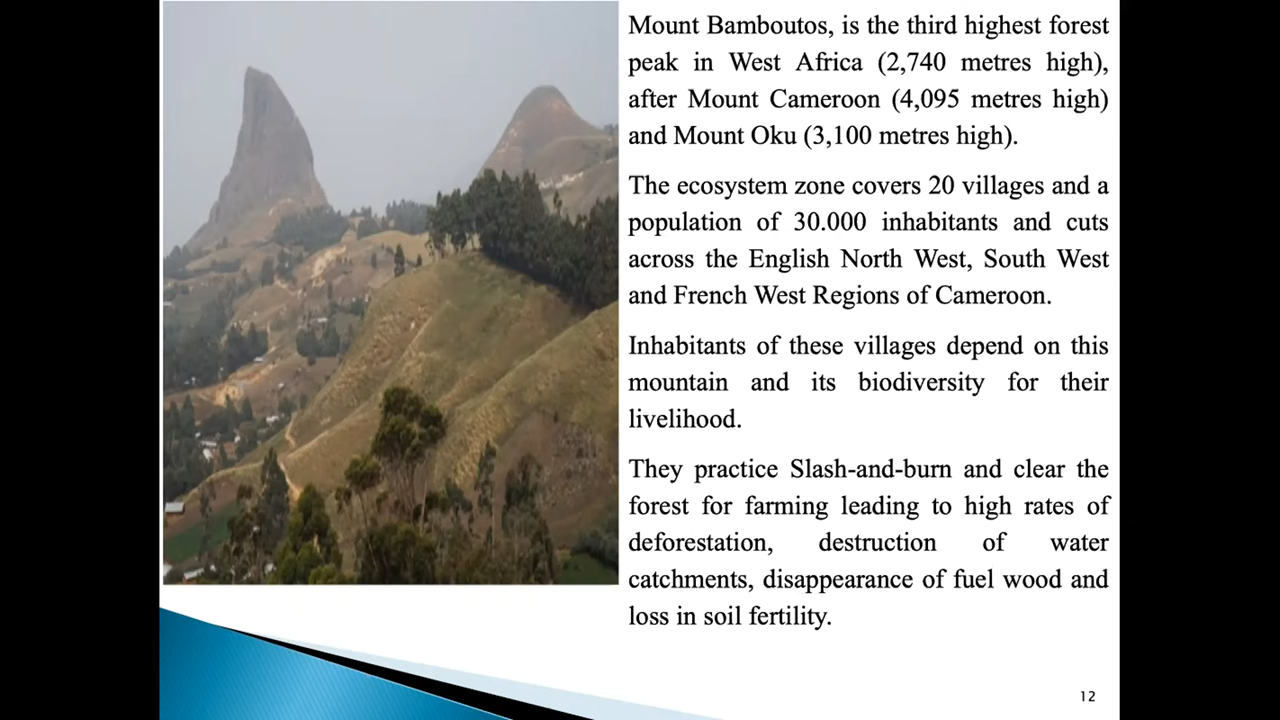 Mount Bamboutos, is the third highest forest
peak in West Africa (2,740 metres high),
after Mount Cameroon (4,095 metres high)
and Mount Oku (3,100 metres high).
The ecosystem zone covers 20 villages and a
population of 30.000 inhabitants and cuts
across the English North West, South West
and French West Regions of Cameroon.
Inhabitants of these villages depend on this
mountain and its biodiversity for their
livelihood.
They practice Slash-and-burn and clear the
forest for farming leading to high rates of
deforestation, destruction of water
catchments, disappearance of fuel wood and
loss in soil fertility.
12